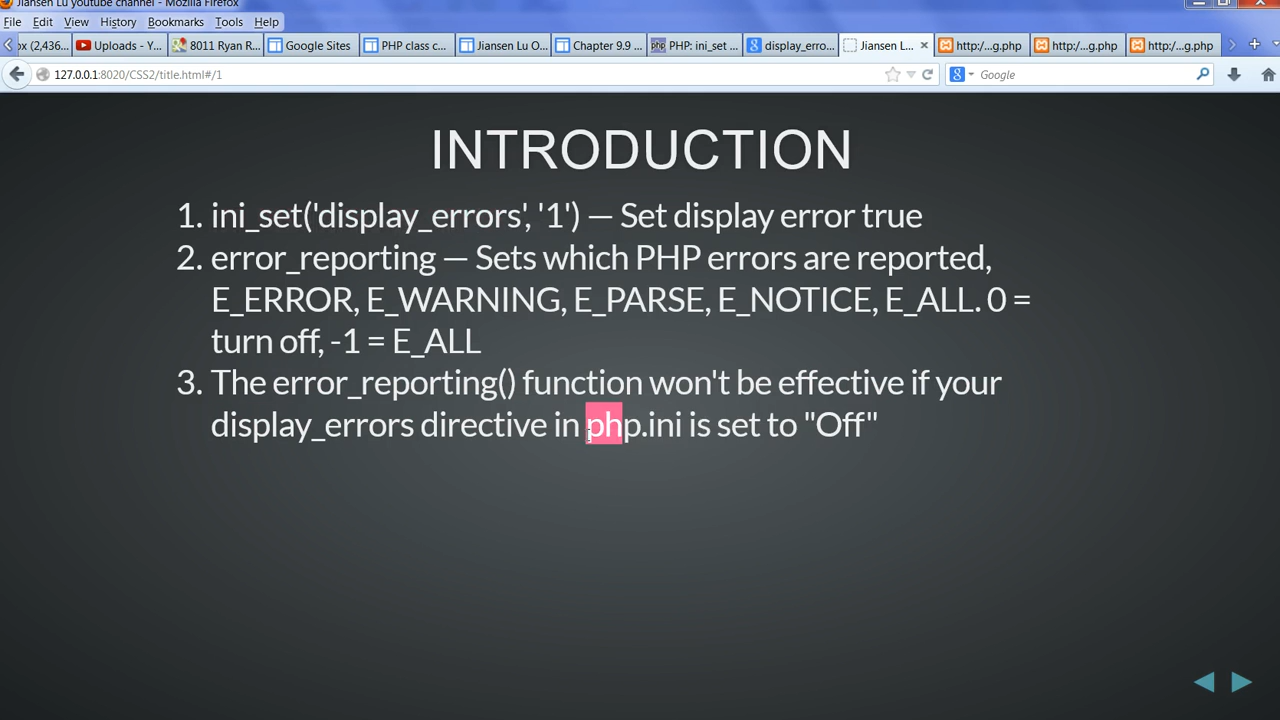 Jiansen Lu youtube channel - Mozilla Firefox
File Edit View History Bookmarks Tools Help
ox (2,436... Uploads - Y... 8011 Ryan R... Google Sites PHP class c... Jiansen Lu O... Chapter 9.9 ... PHP: ini_set ... display_erro... Jiansen L... http:/...g.php http:/...g.php http:/...g.php
127.0.0.1:8020/CSS2/title.html#/1 Google
INTRODUCTION
1. ini_set('display_errors', '1') — Set display error true
2. error_reporting — Sets which PHP errors are reported,
E_ERROR, E_WARNING, E_PARSE, E_NOTICE, E_ALL. 0 =
turn off, -1 = E_ALL
3. The error_reporting() function won't be effective if your
display_errors directive in php.ini is set to "Off"